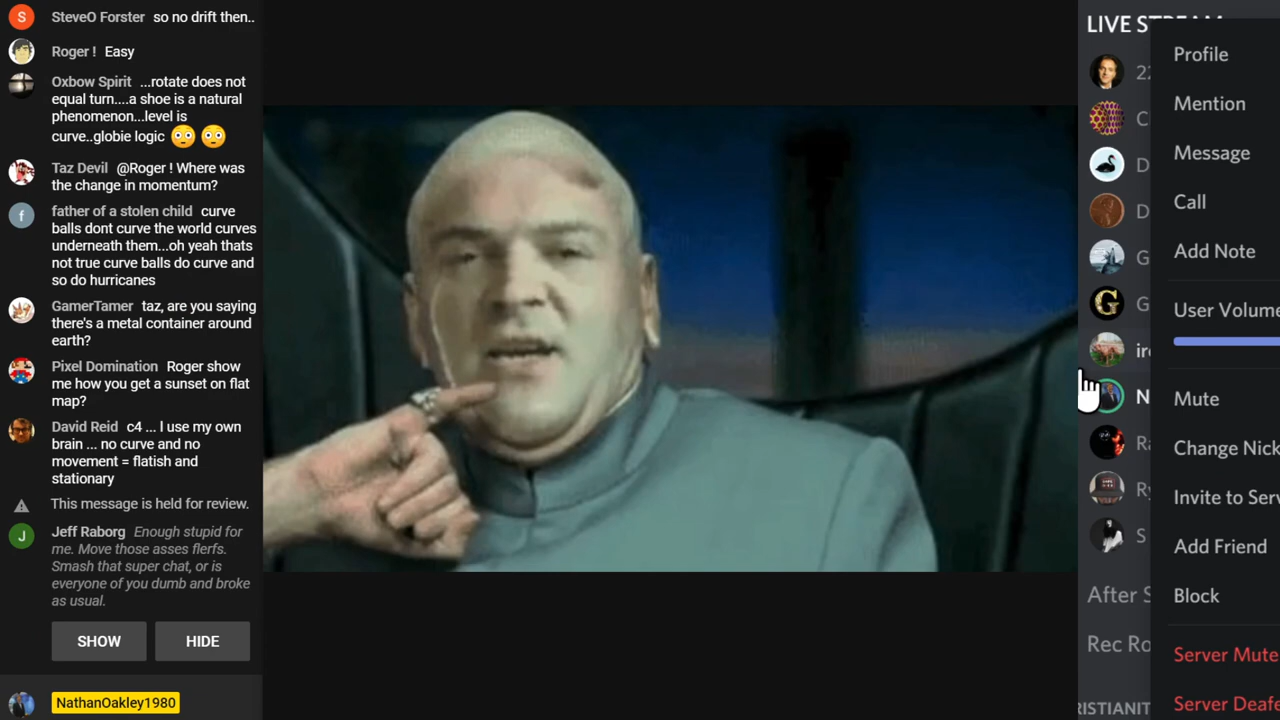 SteveO Forster so no drift then..
Roger ! Easy
Oxbow Spirit ...rotate does not
equal turn....a shoe is a natural
phenomenon...level is
curve..globie logic
Taz Devil @Roger ! Where was
the change in momentum?
father of a stolen child curve
balls dont curve the world curves
underneath them...oh yeah thats
not true curve balls do curve and
so do hurricanes
GamerTamer taz, are you saying
there's a metal container around
earth?
Pixel Domination Roger show
me how you get a sunset on flat
map?
David Reid c4 ... I use my own
brain ... no curve and no
movement = flatish and
stationary
This message is held for review.
Jeff Raborg Enough stupid for
me. Move those asses flerfs.
Smash that super chat, or is
everyone of you dumb and broke
as usual.
SHOW HIDE
NathanOakley1980
LIVE ST
22
C
D
D
G
G
ir
N
Ra
Ry
S
After S
Rec Ro
RISTIANIT
Profile
Mention
Message
Call
Add Note
User Volume
Mute
Change Nick
Invite to Serv
Add Friend
Block
Server Mute
Server Deafe